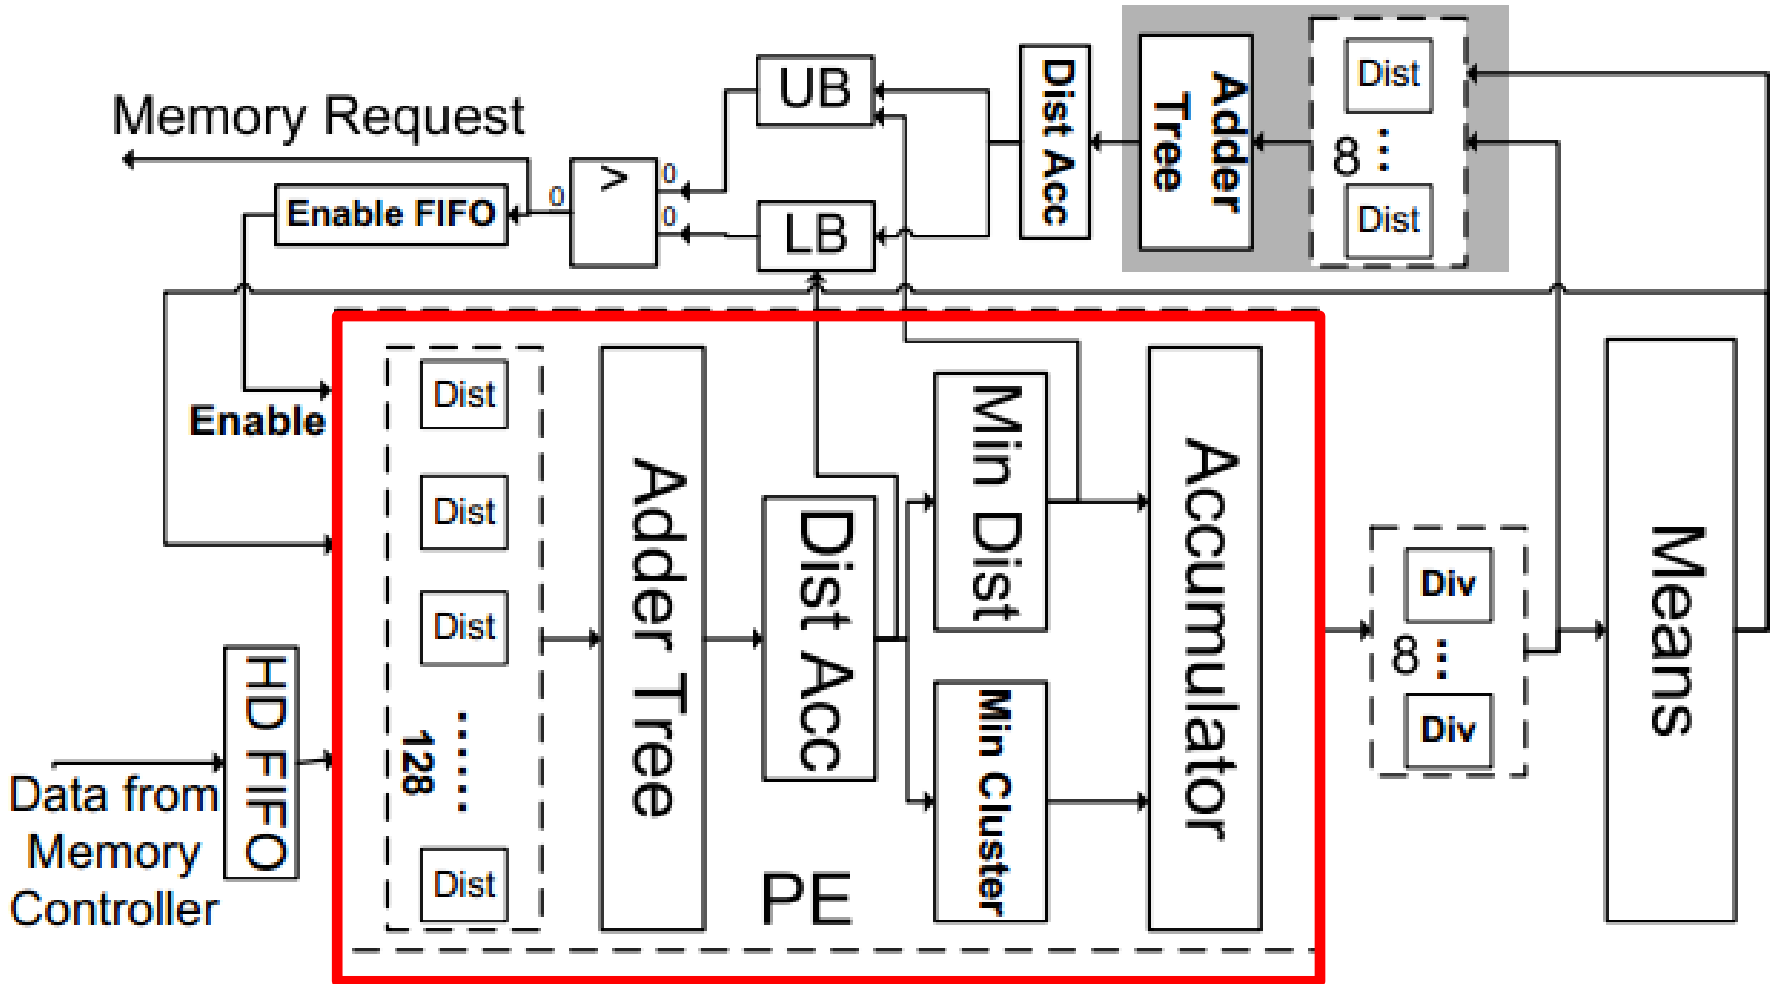 Memory Request
UB
LB
>
0
0
0
Enable FIFO
Dist Acc
Adder
Tree
Dist
8
Dist
Enable
Dist
Dist
Dist
128
Dist
Adder Tree
Dist Acc
Min Dist
Min Cluster
PE
Accumulator
Div
8
Div
Means
HD FIFO
Data from
Memory
Controller